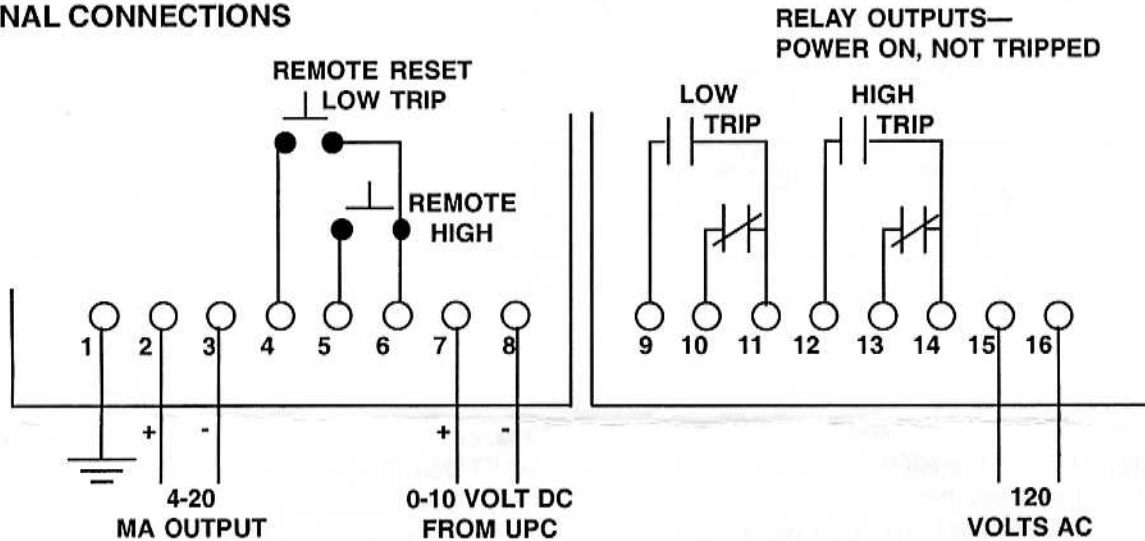 NAL CONNECTIONS
RELAY OUTPUTS—
POWER ON, NOT TRIPPED
REMOTE RESET
LOW TRIP
LOW
TRIP
HIGH
TRIP
REMOTE
HIGH
1 2 3 4 5 6 7 8
9 10 11 12 13 14 15 16
+ - + -
4-20
MA OUTPUT
0-10 VOLT DC
FROM UPC
120
VOLTS AC